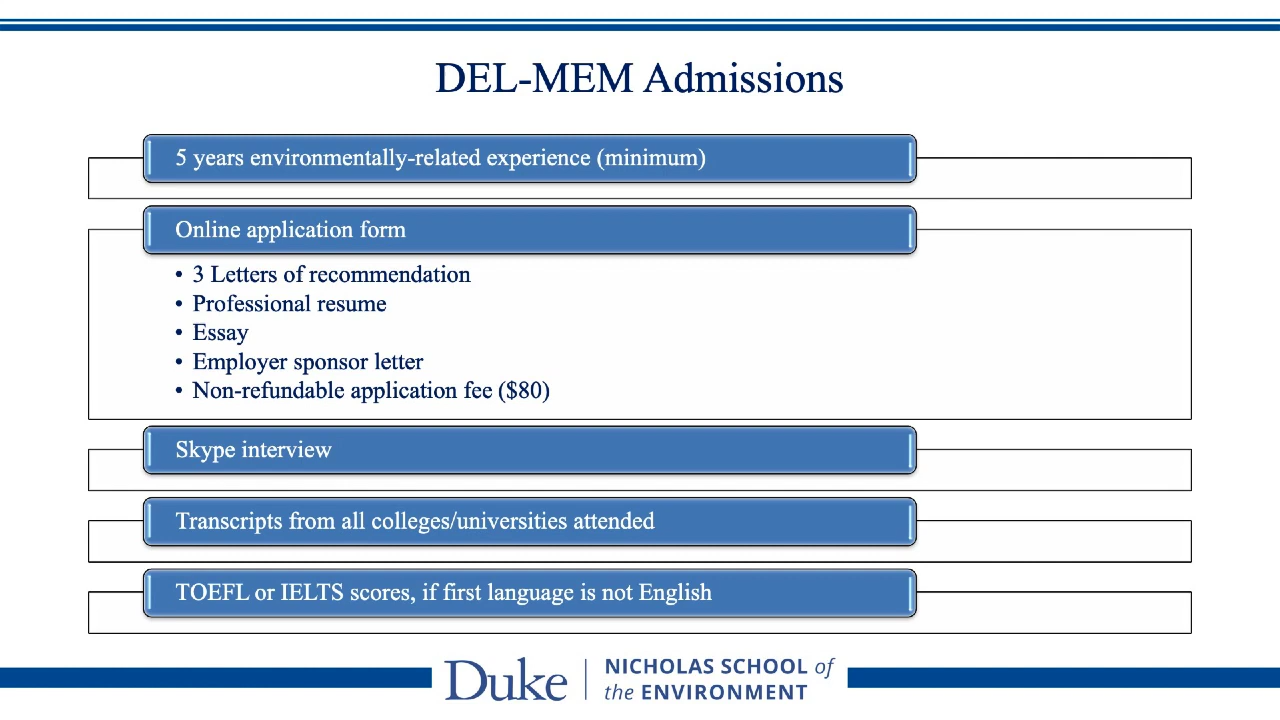 DEL-MEM Admissions
5 years environmentally-related experience (minimum)
Online application form
• 3 Letters of recommendation
• Professional resume
• Essay
• Employer sponsor letter
• Non-refundable application fee ($80)
Skype interview
Transcripts from all colleges/universities attended
TOEFL or IELTS scores, if first language is not English
Duke
NICHOLAS SCHOOL of
the ENVIRONMENT